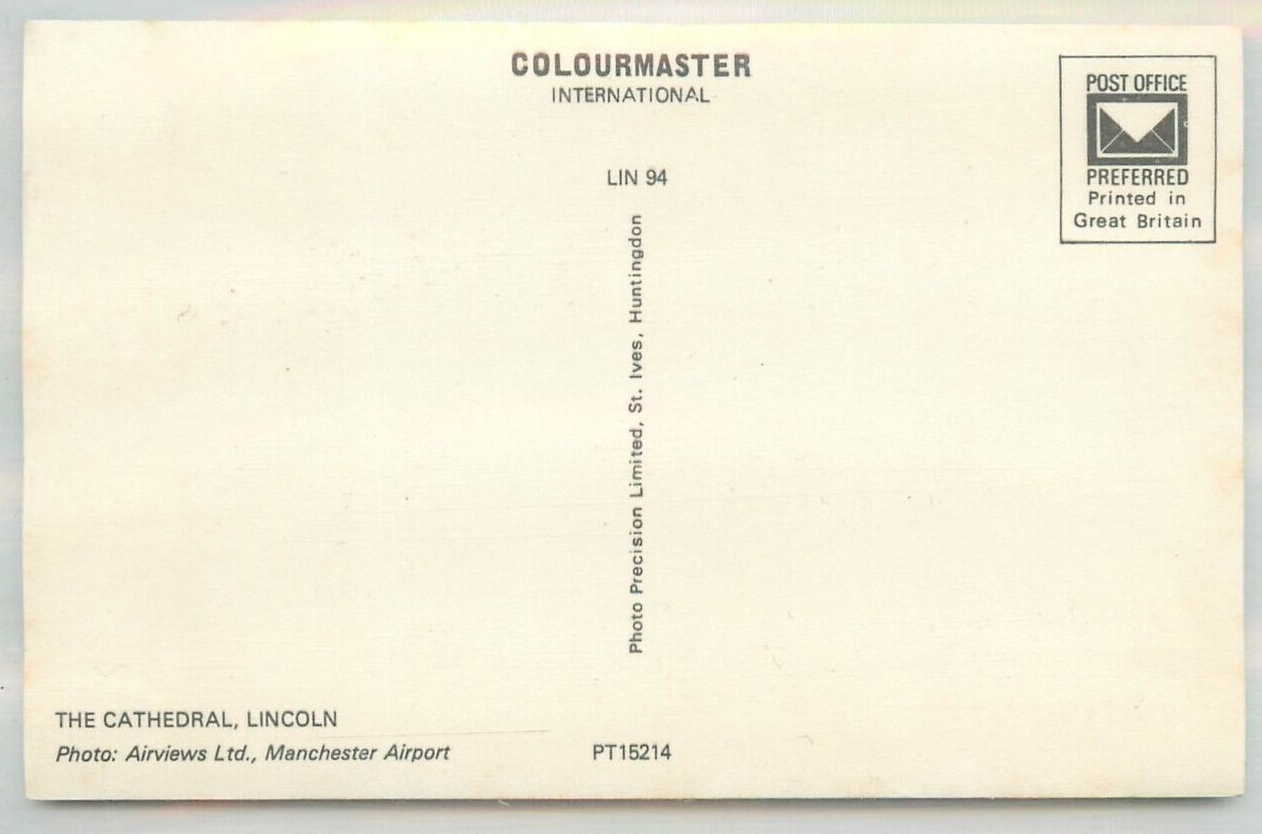 COLOURMASTER
INTERNATIONAL
POST OFFICE
PREFERRED
Printed in
Great Britain
LIN 94
Photo Precision Limited, St. Ives, Huntingdon
THE CATHEDRAL, LINCOLN
Photo: Airviews Ltd., Manchester Airport
PT15214